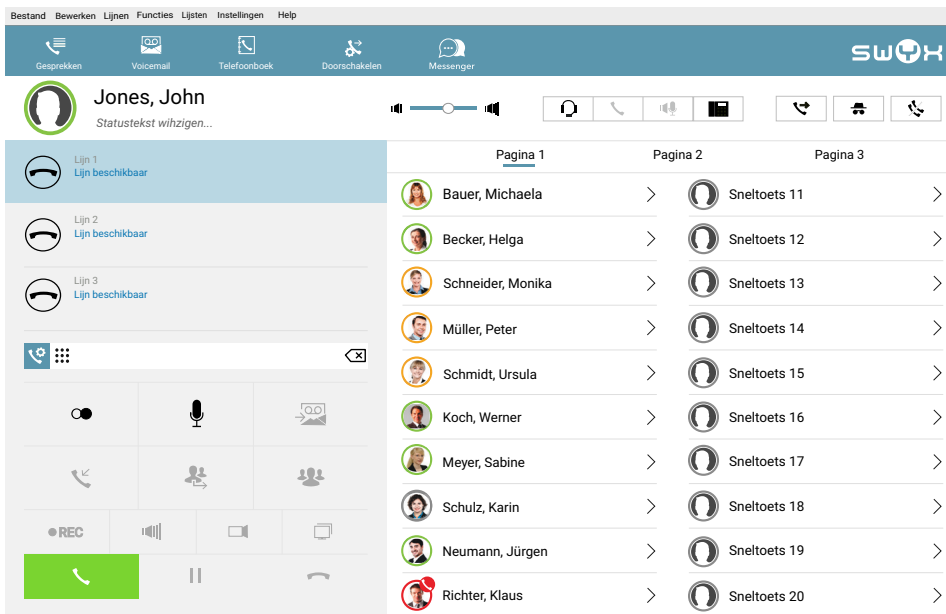 Bestand Bewerken Lijnen Functies Lijsten Instellingen Help
Gesprekken Voicemail Telefoonboek Doorschakelen Messenger
swyx
Jones, John
Statustekst wihzigen...
Lijn 1
Lijn beschikbaar
Lijn 2
Lijn beschikbaar
Lijn 3
Lijn beschikbaar
REC
Pagina 1 Pagina 2 Pagina 3
Bauer, Michaela Sneltoets 11
Becker, Helga Sneltoets 12
Schneider, Monika Sneltoets 13
Müller, Peter Sneltoets 14
Schmidt, Ursula Sneltoets 15
Koch, Werner Sneltoets 16
Meyer, Sabine Sneltoets 17
Schulz, Karin Sneltoets 18
Neumann, Jürgen Sneltoets 19
Richter, Klaus Sneltoets 20